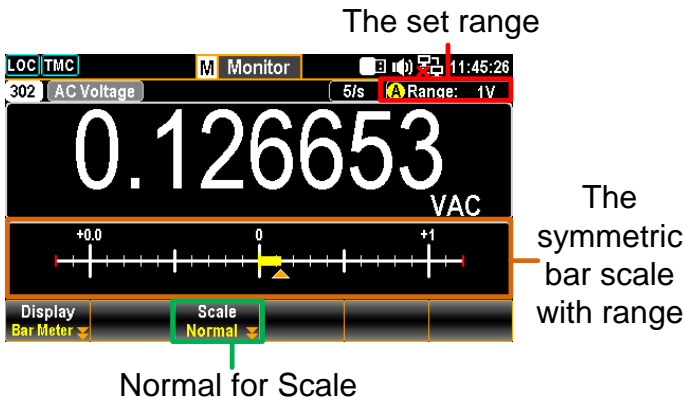 The set range
LOC TMC M Monitor 11:45:26
302 AC Voltage 5/s A Range: 1V
0.126653
VAC
+0.0 0 +1
The
symmetric
bar scale
with range
Display Scale
Bar Meter Normal
Normal for Scale